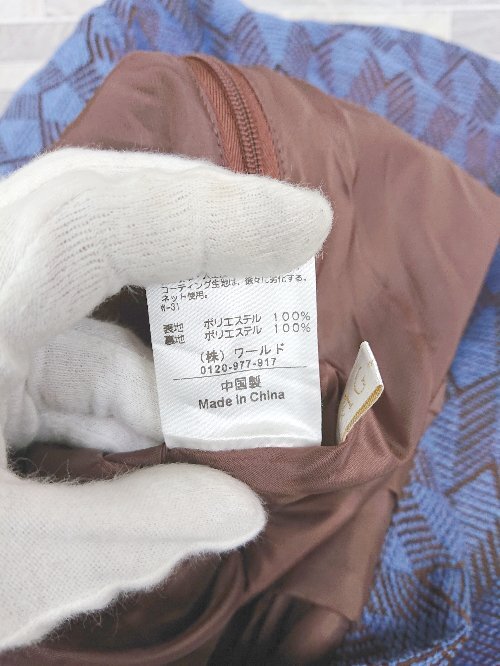 コーティング生地は、徐々に劣化する。
ネット使用。
表地 ポリエステル 100%
裏地 ポリエステル 100%
(株) ワールド
0120-977-917
中国製
Made in China